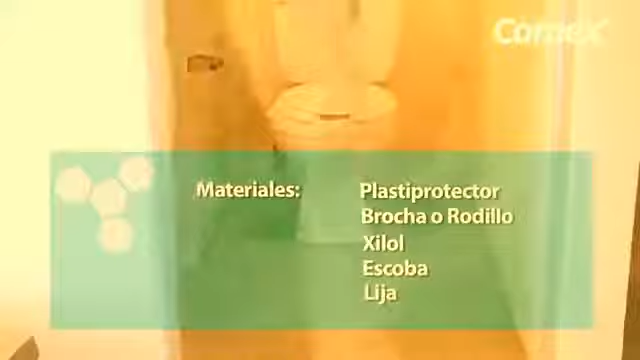 Comex
Materiales: Plastiprotector
Brocha o Rodillo
Xilol
Escoba
Lija